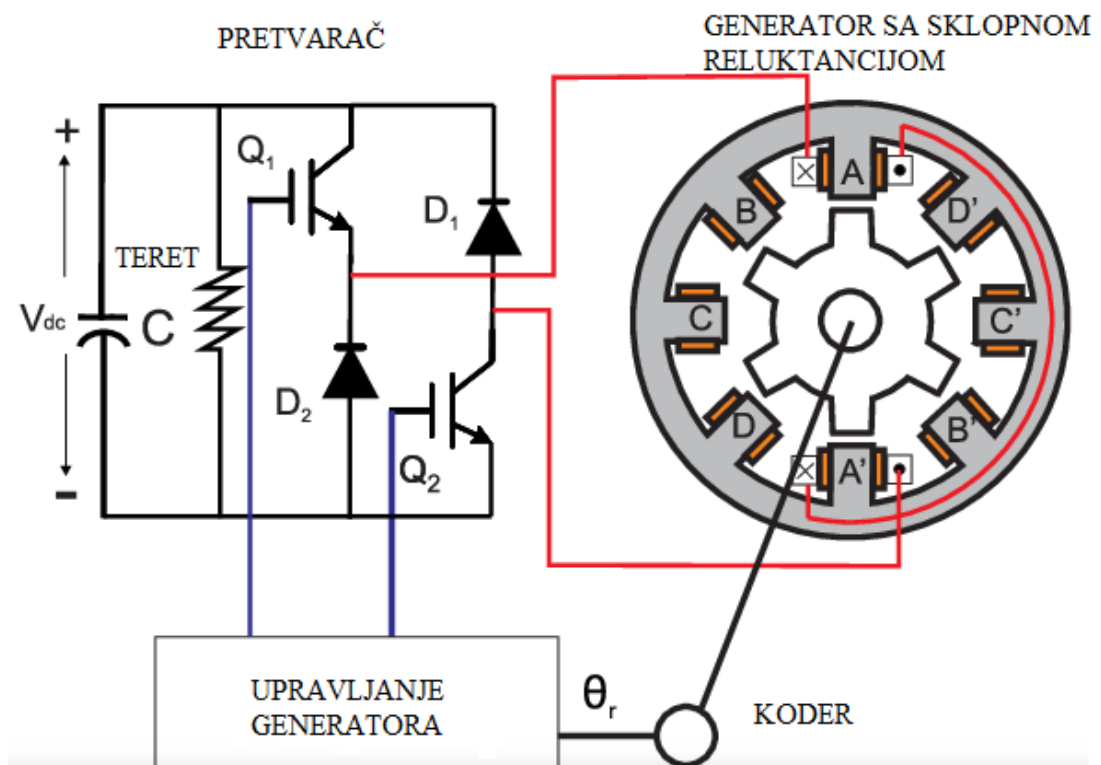 PRETVARAČ
GENERATOR SA SKLOPNOM
RELUKTANCIJOM
+
Q₁
D₁
TERET
Vdc
C
D₂
Q₂
-
A
B
D'
C
C'
D
B'
A'
UPRAVLJANJE
GENERATORA
θᵣ
KODER